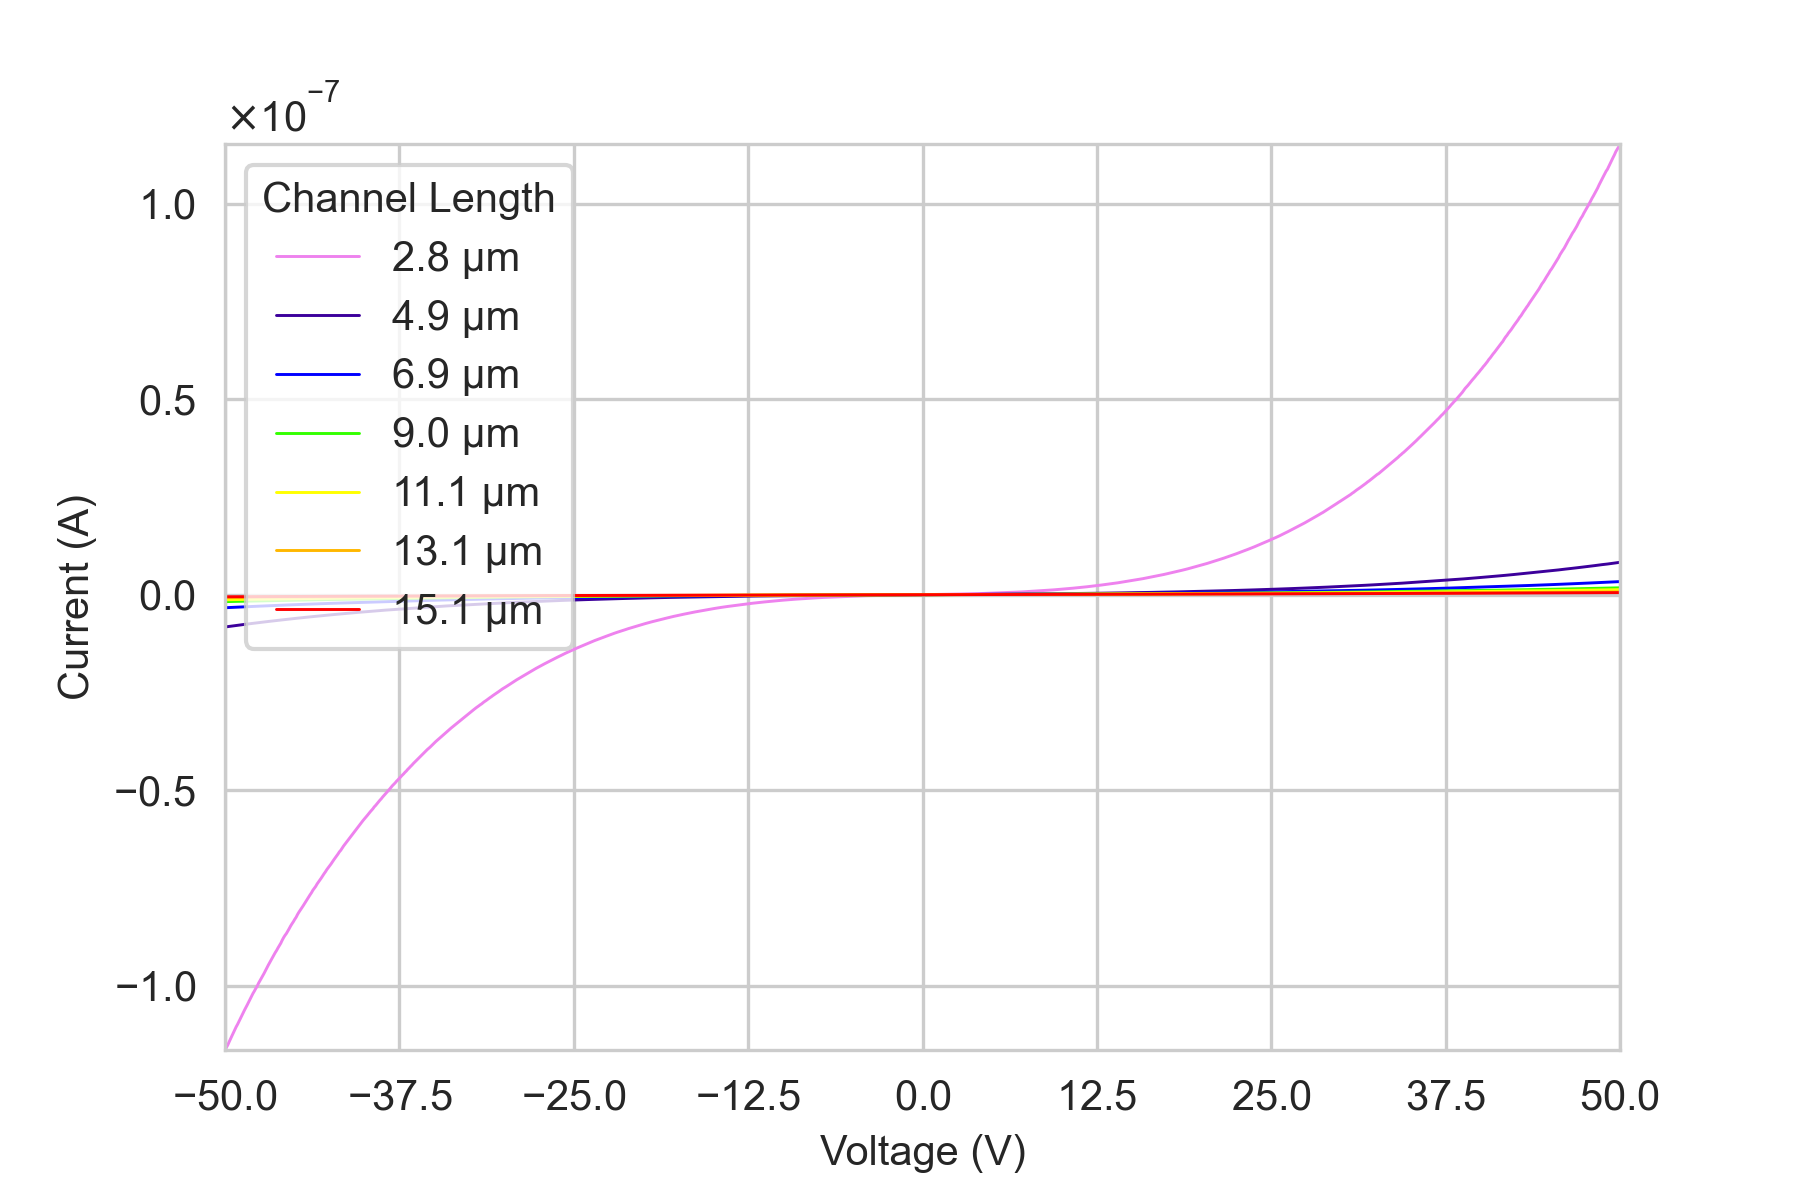 ×10⁻⁷
1.0
0.5
0.0
−0.5
−1.0
Current (A)
Channel Length
2.8 μm
4.9 μm
6.9 μm
9.0 μm
11.1 μm
13.1 μm
15.1 μm
−50.0 −37.5 −25.0 −12.5 0.0 12.5 25.0 37.5 50.0
Voltage (V)